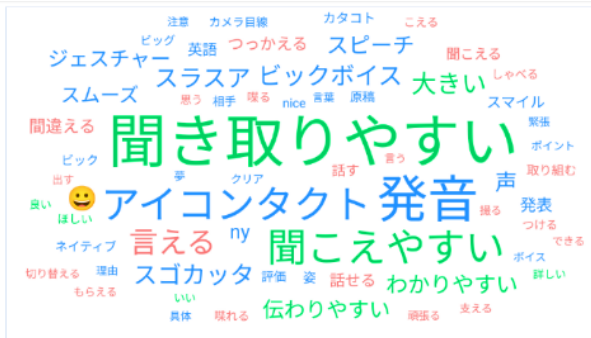 注意 カメラ目線 カタコト こえる
ビッグ 英語 つっかえる スピーチ 聞こえる
ジェスチャー スラスア ビックボイス 大きい しゃべる
スムーズ 思う 相手 喋る nice 言葉 原稿 スマイル
間違える 聞き取りやすい 緊張
ポイント
ビック 夢 クリア 話す 言う 取り組む
出す 😀 アイコンタクト 発音 声
良い ほしい 撮る 発表
つける
ネイティブ 言える ny 聞こえやすい できる
ボイス
切り替える 理由 スゴカッタ 評価 姿 話せる わかりやすい 詳しい
もらえる いい 伝わりやすい 支える
具体 喋れる 頑張る